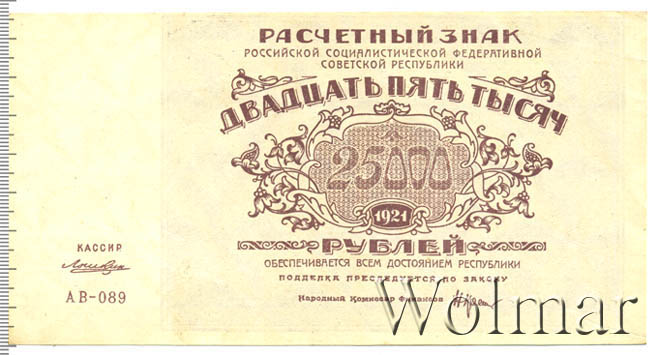 РАСЧЕТНЫЙ ЗНАК
РОССИЙСКОЙ СОЦИАЛИСТИЧЕСКОЙ ФЕДЕРАТИВНОЙ
СОВЕТСКОЙ РЕСПУБЛИКИ
ДВАДЦАТЬ ПЯТЬ ТЫСЯЧ
25000
1921
РУБЛЕЙ
ОБЕСПЕЧИВАЕТСЯ ВСЕМ ДОСТОЯНИЕМ РЕСПУБЛИКИ
ПОДДЕЛКА ПРЕСЛЕДУЕТСЯ ПО ЗАКОНУ
Народный Комиссар Финансов
КАССИР
АВ-089
Wolmar